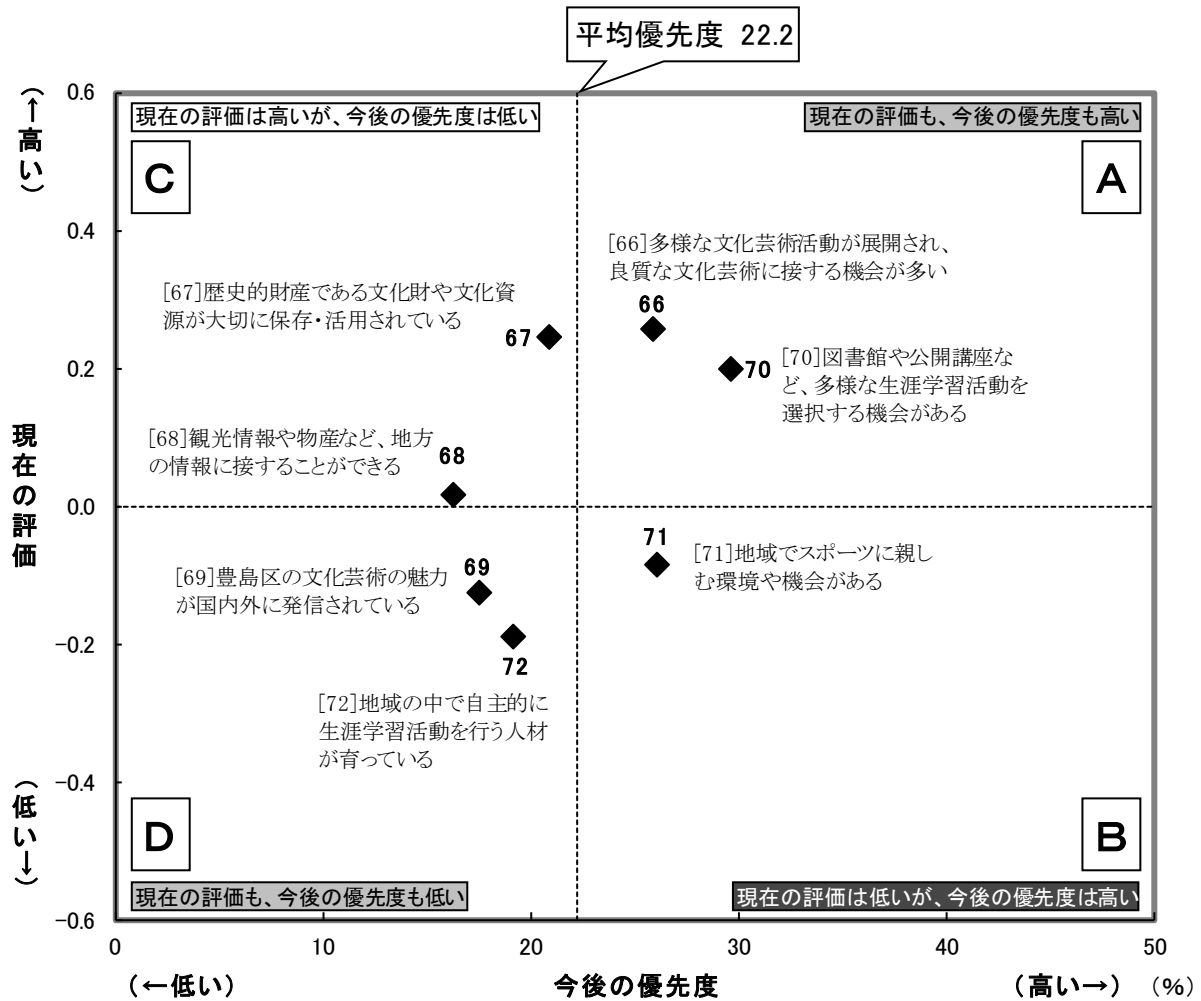 平均優先度 22.2
(↑高い)
現在の評価
(低い↓)
0.6
0.4
0.2
0.0
−0.2
−0.4
−0.6
現在の評価は高いが、今後の優先度は低い
現在の評価も、今後の優先度も高い
C
A
[66]多様な文化芸術活動が展開され、
良質な文化芸術に接する機会が多い
66
[67]歴史的財産である文化財や文化資
源が大切に保存・活用されている
67
70
[70]図書館や公開講座な
ど、多様な生涯学習活動を
選択する機会がある
[68]観光情報や物産など、地方
の情報に接することができる
68
71
[71]地域でスポーツに親し
む環境や機会がある
[69]豊島区の文化芸術の魅力
が国内外に発信されている
69
72
[72]地域の中で自主的に
生涯学習活動を行う人材
が育っている
D
B
現在の評価も、今後の優先度も低い
現在の評価は低いが、今後の優先度は高い
0
10
20
30
40
50
(←低い)
今後の優先度
(高い→)
(%)